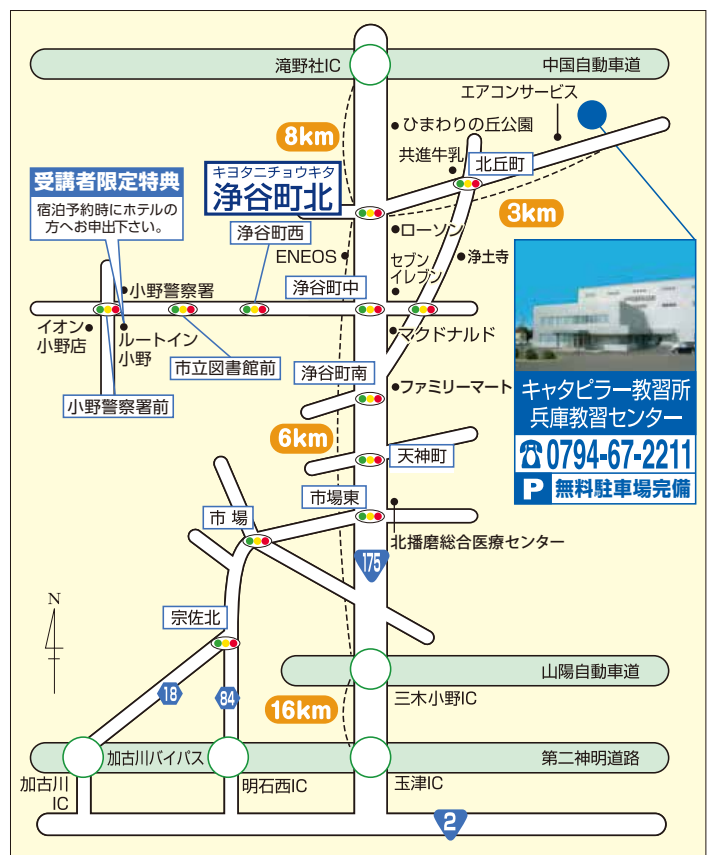 滝野社IC
中国自動車道
エアコンサービス
8km
ひまわりの丘公園
共進牛乳
北丘町
受講者限定特典
宿泊予約時にホテルの
方へお申出下さい。
キヨタニチョウキタ
浄谷町北
3km
浄谷町西
ローソン
ENEOS
セブン
イレブン
浄土寺
小野警察署
浄谷町中
イオン
小野店
ルートイン
小野
市立図書館前
マクドナルド
浄谷町南
小野警察署前
ファミリーマート
キャタピラー教習所
兵庫教習センター
☎0794-67-2211
P 無料駐車場完備
6km
天神町
市場東
市場
北播磨総合医療センター
175
N
宗佐北
山陽自動車道
18
84
16km
三木小野IC
加古川バイパス
第二神明道路
加古川
IC
明石西IC
玉津IC
2